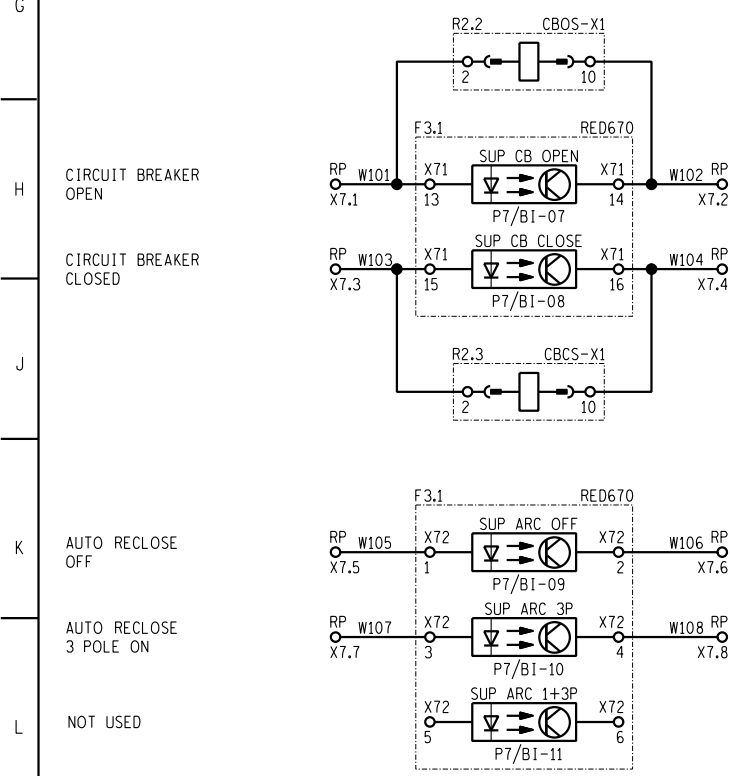 G
R2.2 CBOS-X1
2 10
F3.1 RED670
SUP CB OPEN
H CIRCUIT BREAKER RP W101 X71 X71 W102 RP
OPEN X7.1 13 14 X7.2
P7/BI-07
SUP CB CLOSE
CIRCUIT BREAKER RP W103 X71 X71 W104 RP
CLOSED X7.3 15 16 X7.4
P7/BI-08
J
R2.3 CBCS-X1
2 10
F3.1 RED670
SUP ARC OFF
K AUTO RECLOSE RP W105 X72 X72 W106 RP
OFF X7.5 1 2 X7.6
P7/BI-09
SUP ARC 3P
AUTO RECLOSE RP W107 X72 X72 W108 RP
3 POLE ON X7.7 3 4 X7.8
P7/BI-10
SUP ARC 1+3P
L NOT USED X72 X72
5 6
P7/BI-11